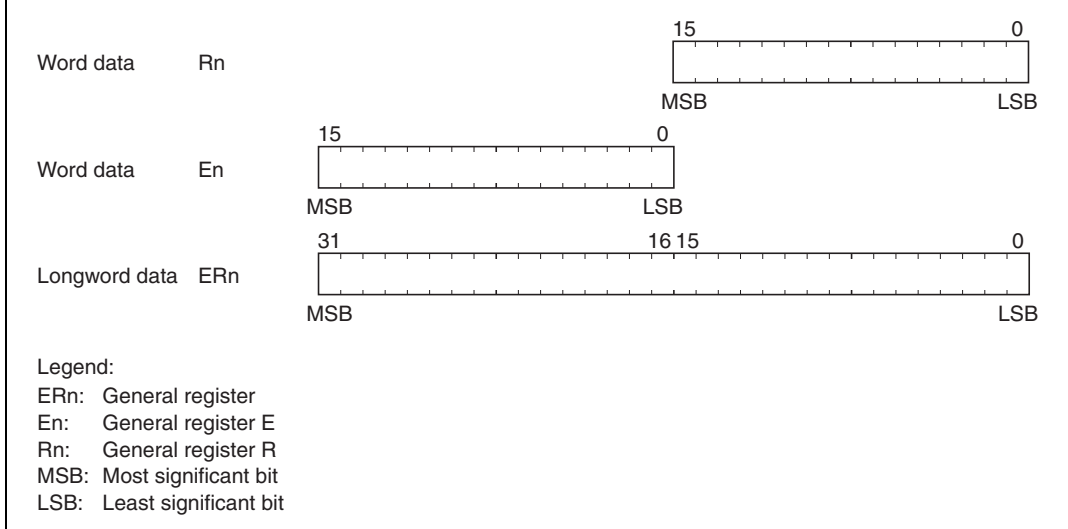 15 0
Word data Rn
MSB LSB
15 0
Word data En
MSB LSB
31 16 15 0
Longword data ERn
MSB LSB
Legend:
ERn: General register
En: General register E
Rn: General register R
MSB: Most significant bit
LSB: Least significant bit